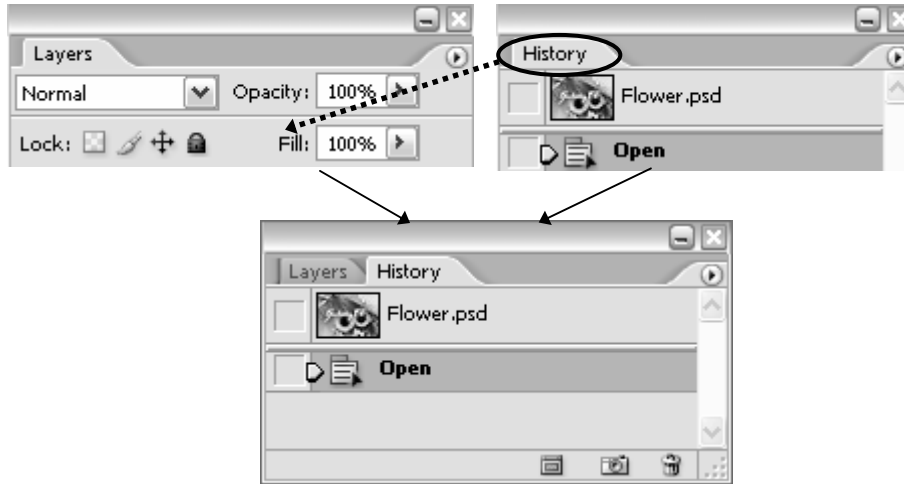 Layers
Normal Opacity: 100%
Lock: Fill: 100%
History
Flower.psd
Open
Layers History
Flower.psd
Open